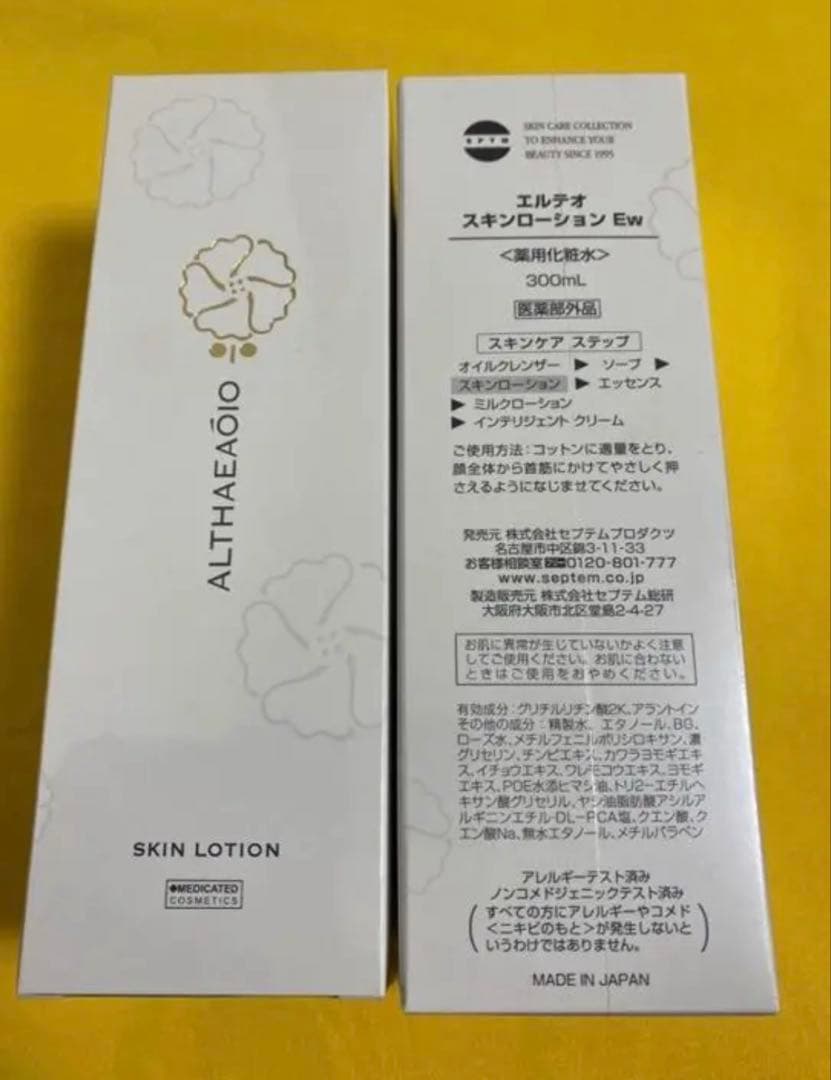 ALTHAEAŌIO
SKIN LOTION
MEDICATED
COSMETICS
SPTM
SKIN CARE COLLECTION
TO ENHANCE YOUR
BEAUTY SINCE 1995
エルテオ
スキンローション Ew
<薬用化粧水>
300mL
医薬部外品
スキンケア ステップ
オイルクレンザー ▶ ソープ ▶
スキンローション ▶ エッセンス
▶ ミルクローション
▶ インテリジェント クリーム
ご使用方法:コットンに適量をとり、
顔全体から首筋にかけてやさしく押
さえるようになじませてください。
発売元 株式会社セプテムプロダクツ
名古屋市中区錦3-11-33
お客様相談室 0120-801-777
www.septem.co.jp
製造販売元 株式会社セプテム総研
大阪府大阪市北区堂島2-4-27
お肌に異常が生じていないかよく注意
してご使用ください。お肌に合わない
ときはご使用をおやめください。
有効成分:グリチルリチン酸2K、アラントイン
その他の成分:精製水、エタノール、BG、
ローズ水、メチルフェニルポリシロキサン、濃
グリセリン、チンピエキス、カワラヨモギエキ
ス、イチョウエキス、ワレモコウエキス、ヨモギ
エキス、POE水添ヒマシ油、トリ2-エチルヘ
キサン酸グリセリル、ヤシ油脂肪酸アシルア
ルギニンエチル・DL-PCA塩、クエン酸、ク
エン酸Na、無水エタノール、メチルパラベン
アレルギーテスト済み
ノンコメドジェニックテスト済み
(すべての方にアレルギーやコメド
<ニキビのもと>が発生しないと
いうわけではありません。)
MADE IN JAPAN